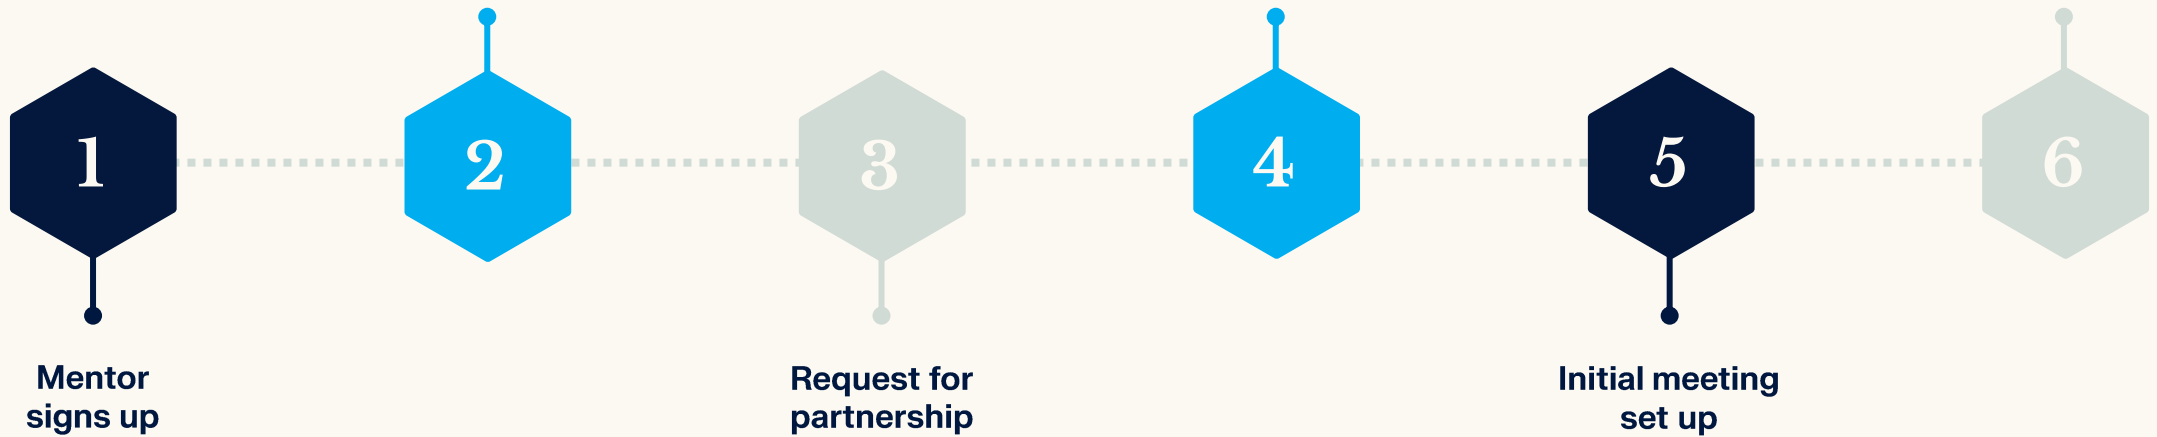 1
2
3
4
5
6
Mentor
signs up
Request for
partnership
Initial meeting
set up